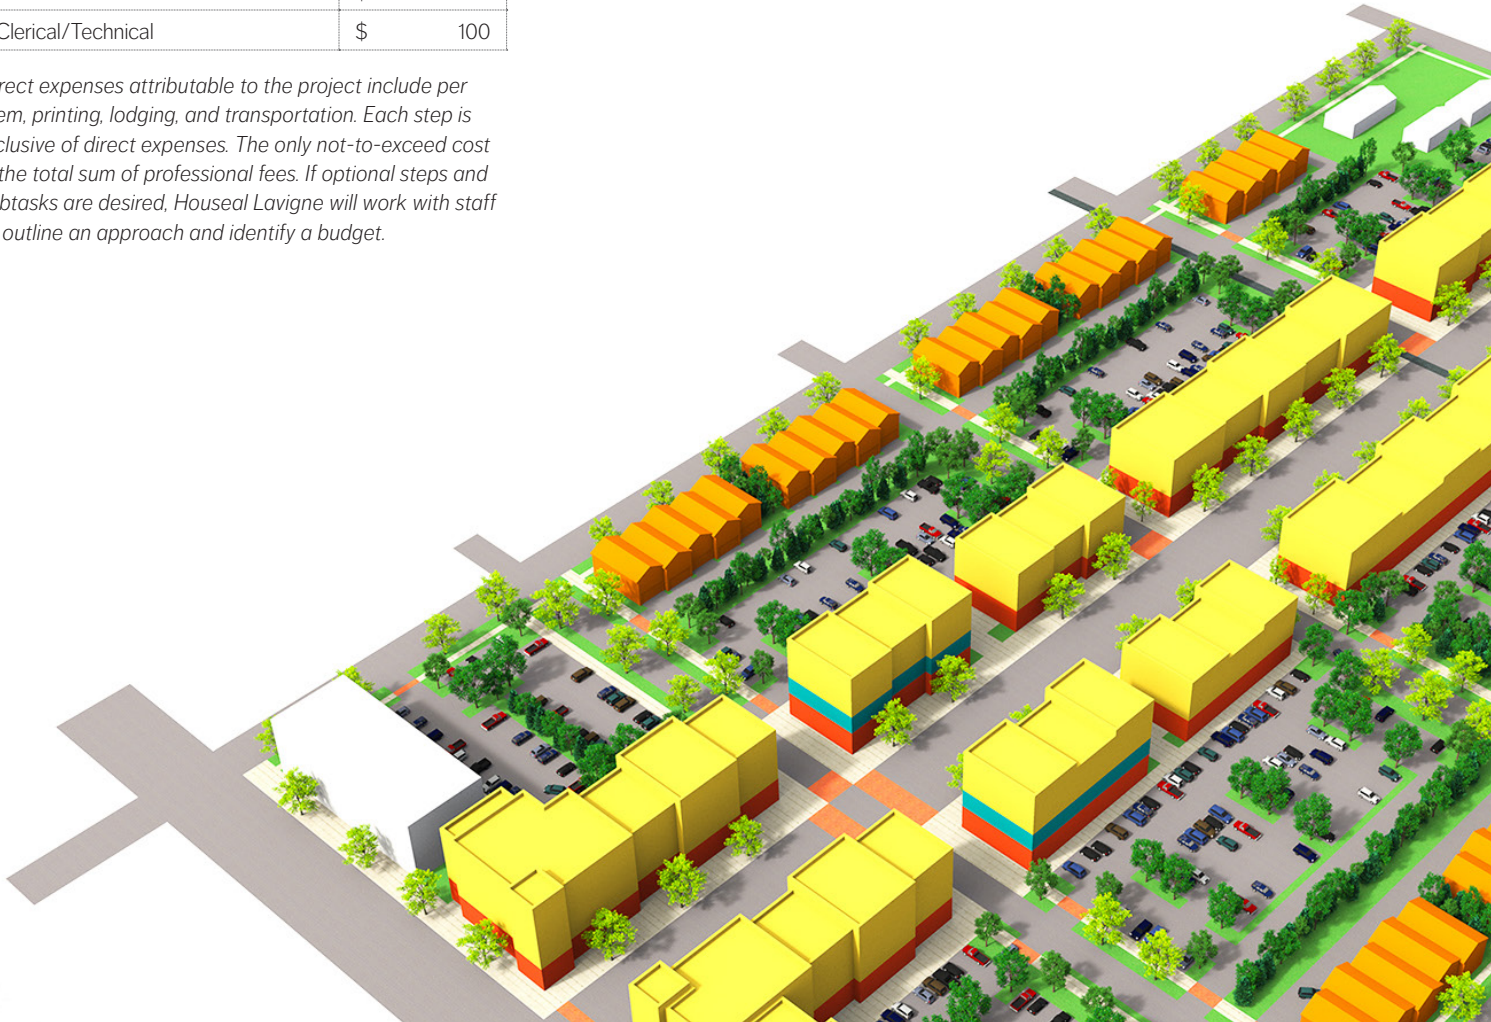 Clerical/Technical $ 100
rect expenses attributable to the project include per
em, printing, lodging, and transportation. Each step is
clusive of direct expenses. The only not-to-exceed cost
the total sum of professional fees. If optional steps and
btasks are desired, Houseal Lavigne will work with staff
outline an approach and identify a budget.